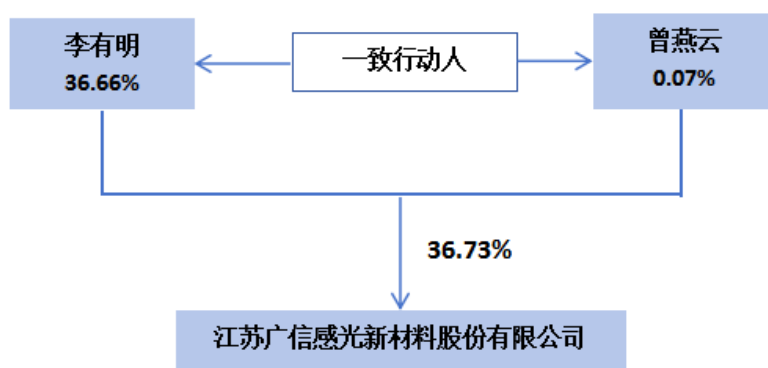 李有明
36.66%
一致行动人
曾燕云
0.07%
36.73%
江苏广信感光新材料股份有限公司